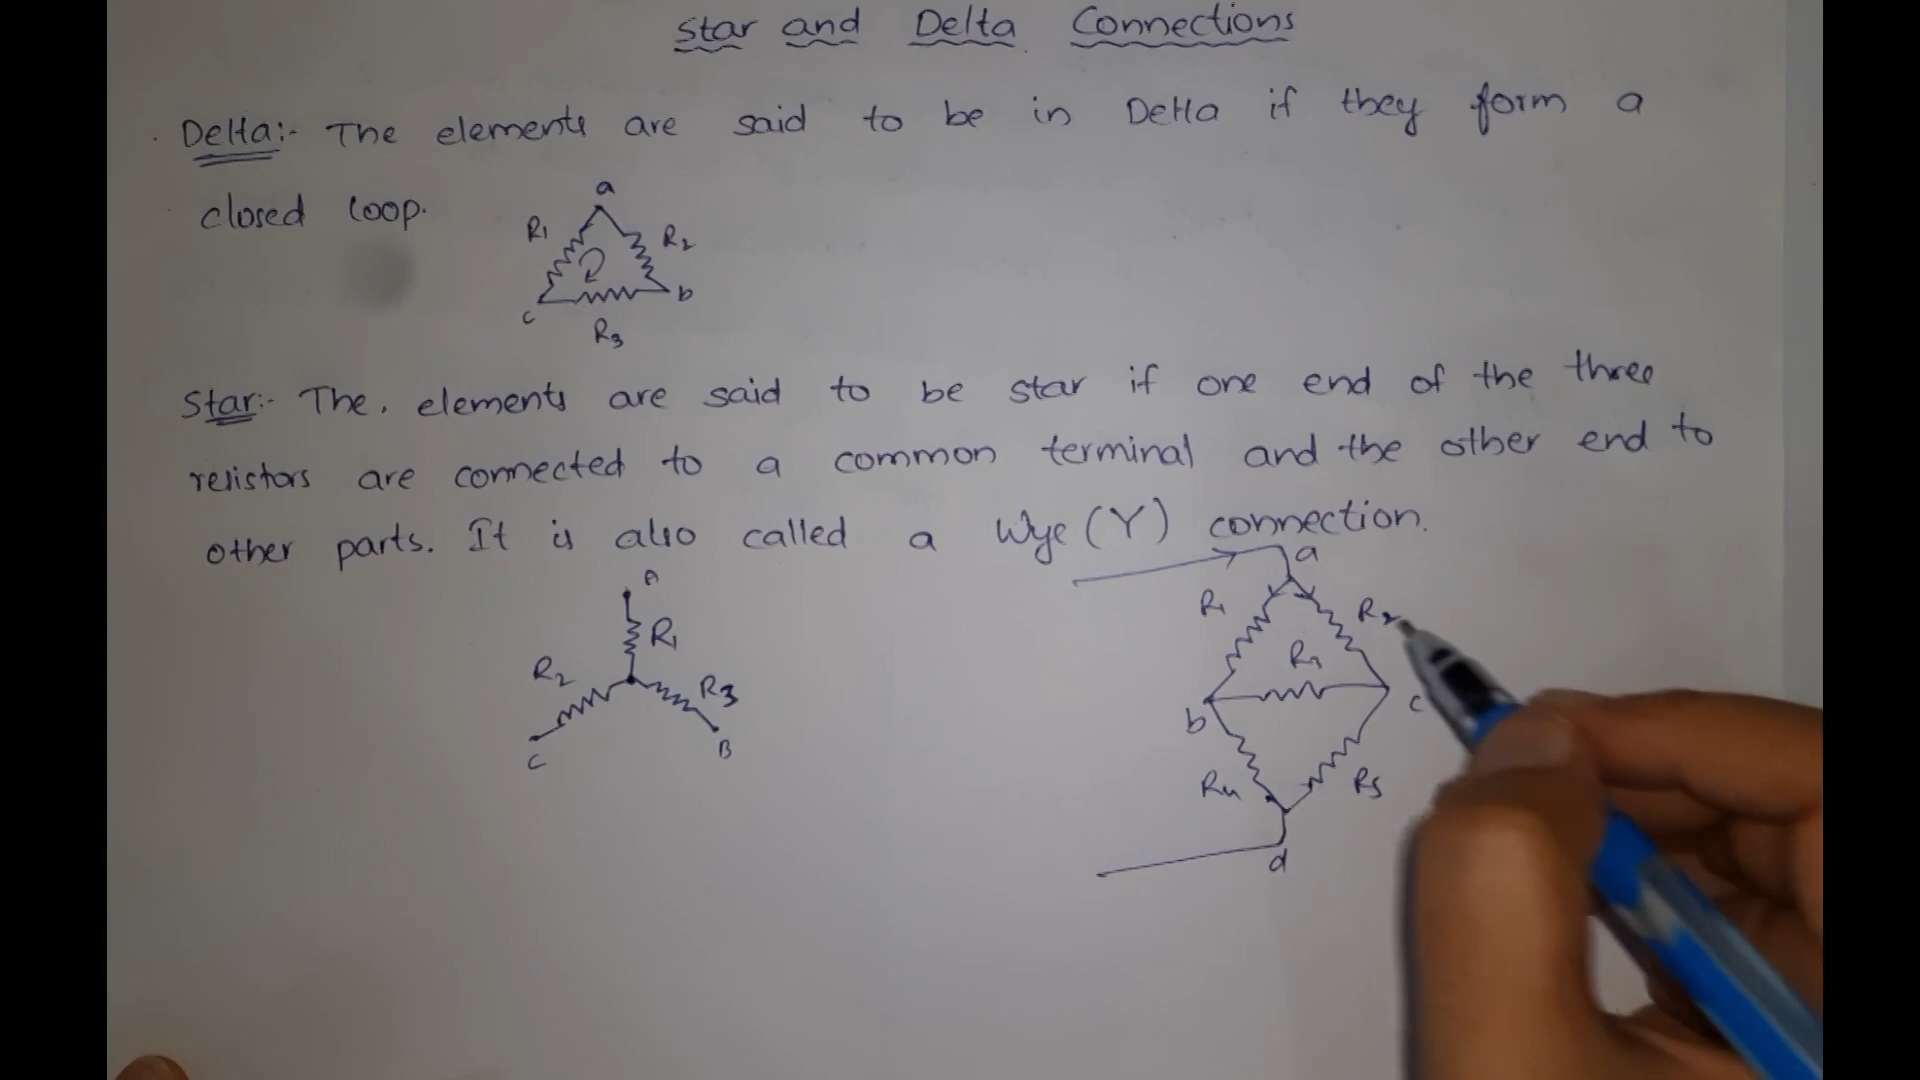 Star and Delta Connections
Delta:- The elements are said to be in Delta if they form a
closed loop.
a
R1
R2
c
b
R3
Star:- The elements are said to be star if one end of the three
resistors are connected to a common terminal and the other end to
other parts. It is also called a Wye (Y) connection.
A
R1
R2
R3
C
B
a
R1
R2
R3
b
c
R4
R5
d